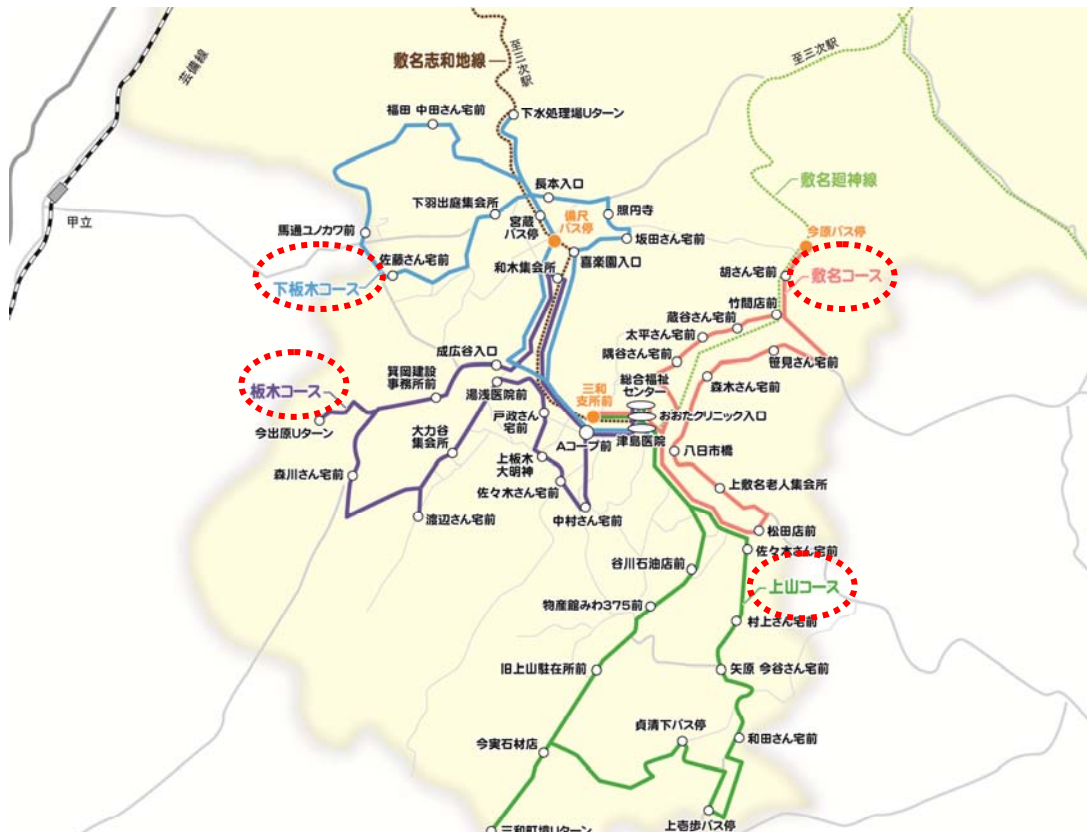 芸備線
敷名志和地線
至三次駅
至三次駅
福田 中田さん宅前
下水処理場Uターン
敷名廻神線
長本入口
下羽出庭集会所
宮蔵
バス停
備尺
バス停
照円寺
甲立
馬通ユノカワ前
坂田さん宅前
今原バス停
佐藤さん宅前
和木集会所
喜楽園入口
胡さん宅前
下板木コース
敷名コース
竹間店前
蔵谷さん宅前
太平さん宅前
成広谷入口
隅谷さん宅前
笹見さん宅前
箕岡建設
事務所前
湯浅医院前
総合福祉
センター
森木さん宅前
板木コース
三和
支所前
おおたクリニック入口
今出原Uターン
大力谷
集会所
戸政さん
宅前
Aコープ前
津島医院
八日市橋
森川さん宅前
上板木
大明神
佐々木さん宅前
上敷名老人集会所
渡辺さん宅前
中村さん宅前
松田店前
佐々木さん宅前
谷川石油店前
上山コース
物産館みわ375前
村上さん宅前
旧上山駐在所前
矢原 今谷さん宅前
貞清下バス停
今実石材店
和田さん宅前
上壱歩バス停
三和町境Uターン